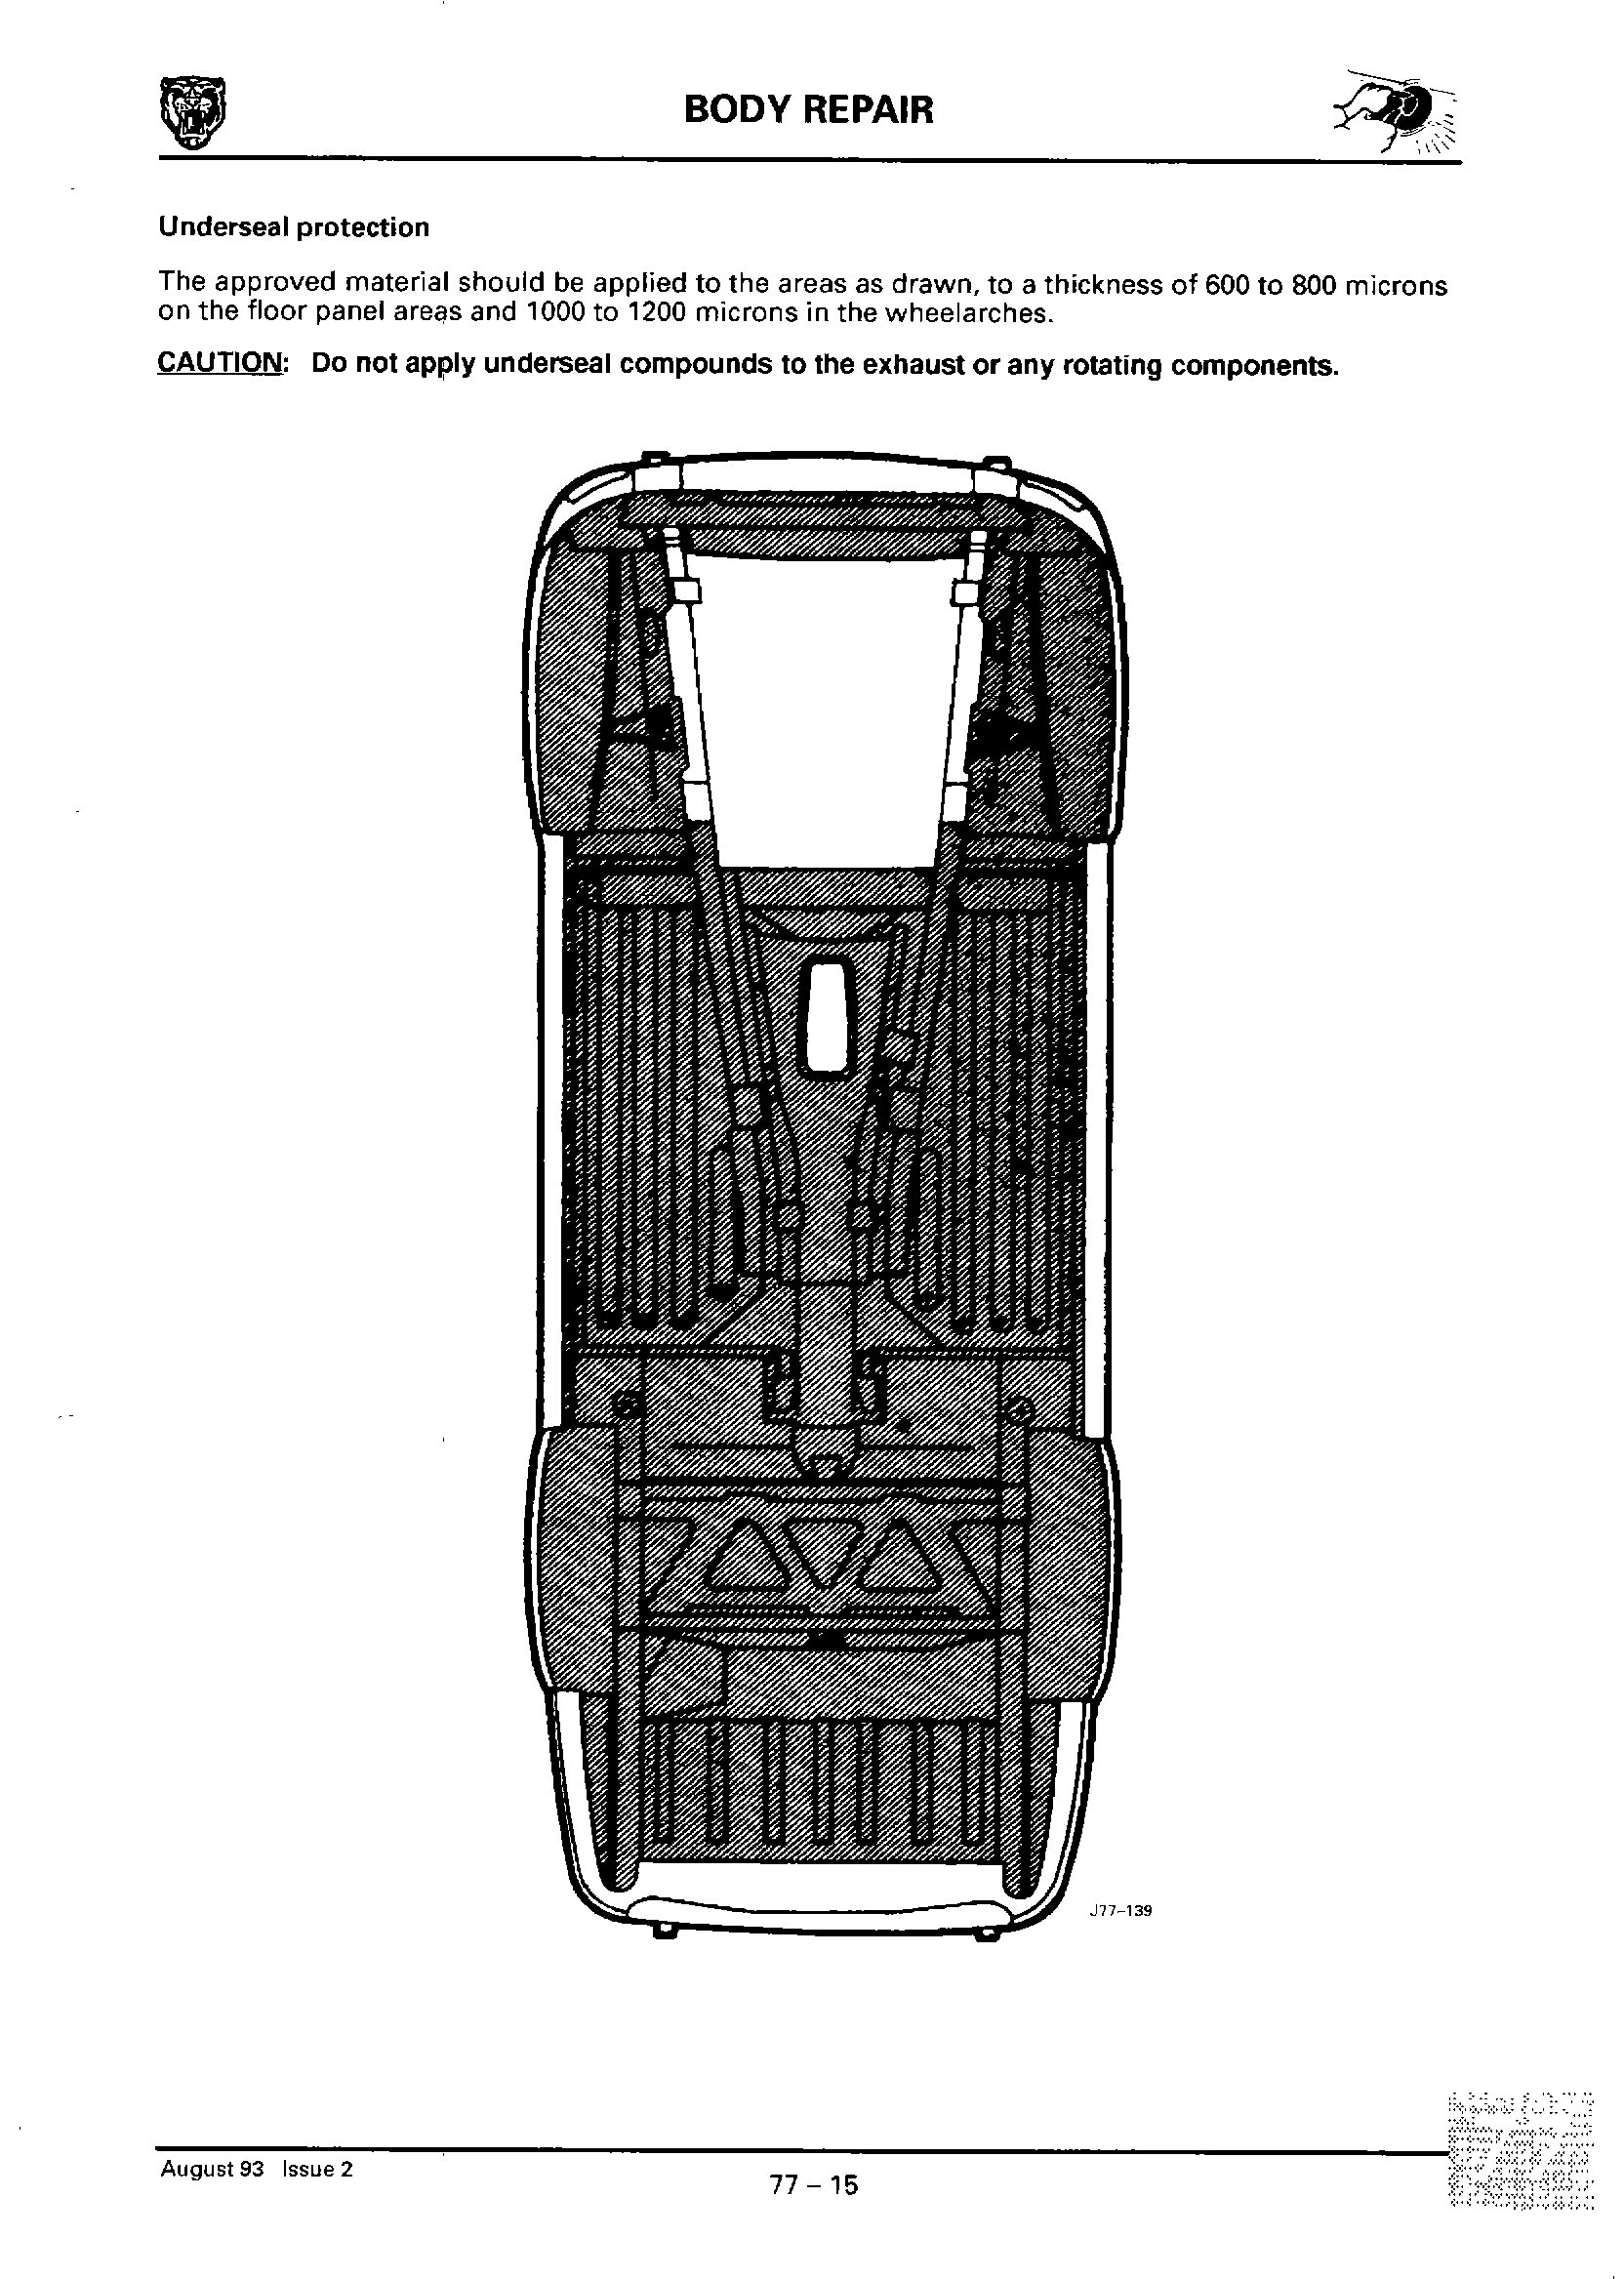 BODY REPAIR
Underseal protection
The approved material should be applied to the areas as drawn, to a thickness of 600 to 800 microns
on the floor panel areas and 1000 to 1200 microns in the wheelarches.
CAUTION: Do not apply underseal compounds to the exhaust or any rotating components.
J77–139
August 93 Issue 2
77 – 15